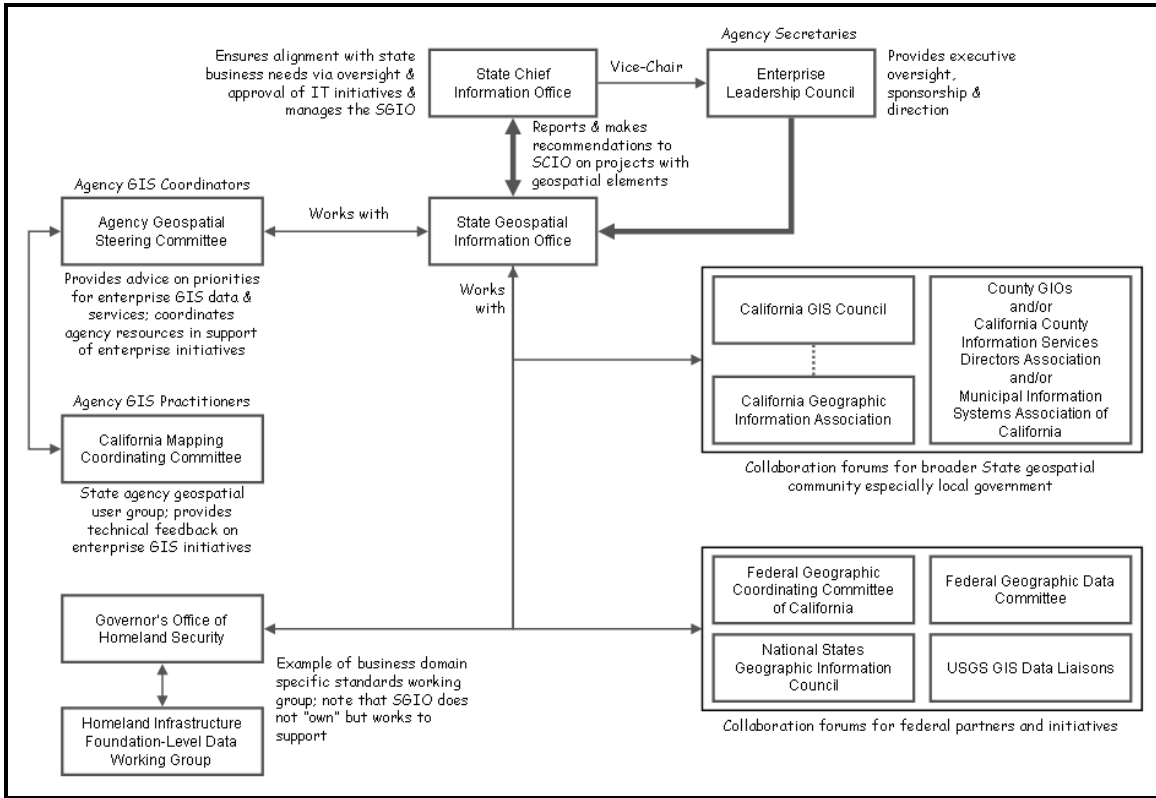 Ensures alignment with state
business needs via oversight &
approval of IT initiatives &
manages the SGIO
State Chief
Information Office
Vice-Chair
Agency Secretaries
Enterprise
Leadership Council
Provides executive
oversight,
sponsorship &
direction
Reports & makes
recommendations to
SCIO on projects with
geospatial elements
Agency GIS Coordinators
Agency Geospatial
Steering Committee
Works with
State Geospatial
Information Office
Provides advice on priorities
for enterprise GIS data &
services; coordinates
agency resources in support
of enterprise initiatives
Works
with
California GIS Council
California Geographic
Information Association
County GIOs
and/or
California County
Information Services
Directors Association
and/or
Municipal Information
Systems Association of
California
Collaboration forums for broader State geospatial
community especially local government
Agency GIS Practitioners
California Mapping
Coordinating Committee
State agency geospatial
user group; provides
technical feedback on
enterprise GIS initiatives
Federal Geographic
Coordinating Committee
of California
Federal Geographic Data
Committee
National States
Geographic Information
Council
USGS GIS Data Liaisons
Collaboration forums for federal partners and initiatives
Governor's Office of
Homeland Security
Example of business domain
specific standards working
group; note that SGIO does
not "own" but works to
support
Homeland Infrastructure
Foundation-Level Data
Working Group